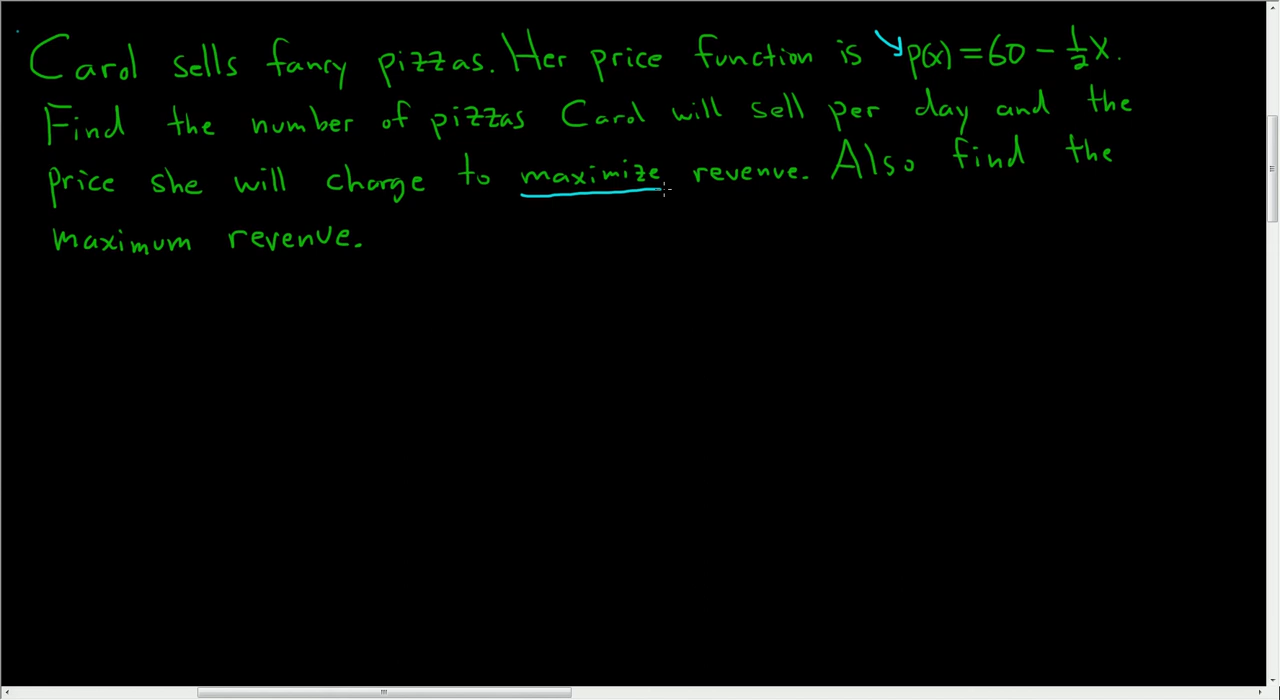 Carol sells fancy pizzas. Her price function is p(x) = 60 - 1/2 x.
Find the number of pizzas Carol will sell per day and the
price she will charge to maximize revenue. Also find the
maximum revenue.